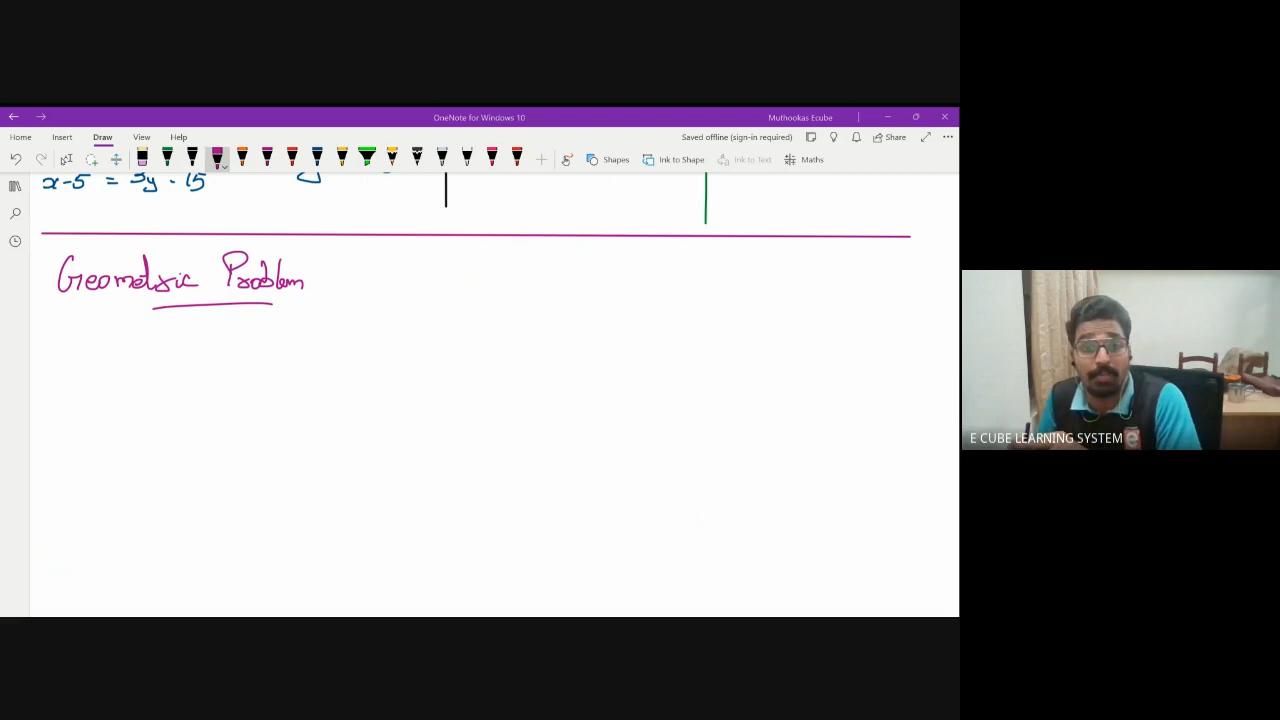 OneNote for Windows 10
Muthookas Ecube
Home Insert Draw View Help
Saved offline (sign-in required)
Share
Shapes
Ink to Shape
Ink to Text
Maths
x-5 = 3y - 15
Geometric Problem
E CUBE LEARNING SYSTEM